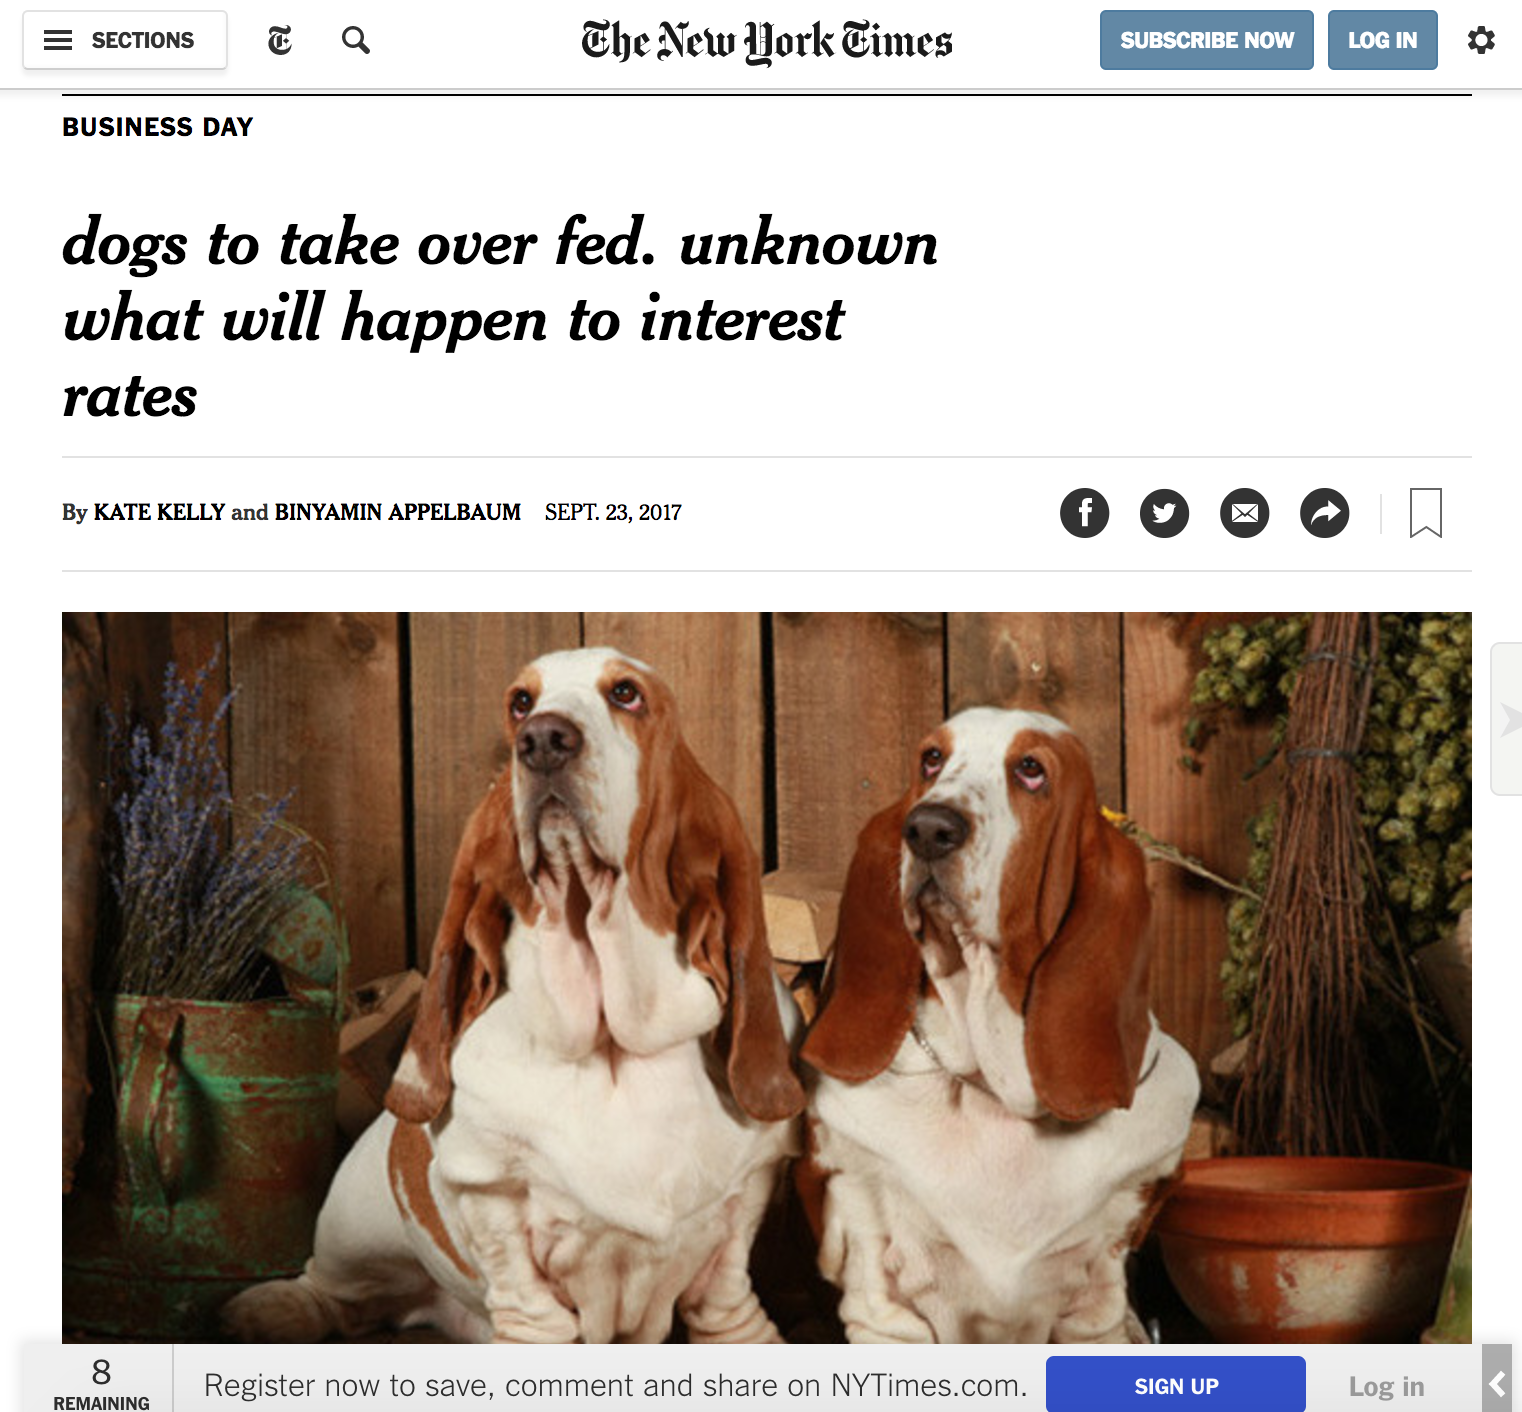 SECTIONS
The New York Times
SUBSCRIBE NOW
LOG IN
BUSINESS DAY
dogs to take over fed. unknown
what will happen to interest
rates
By KATE KELLY and BINYAMIN APPELBAUM SEPT. 23, 2017
8
REMAINING
Register now to save, comment and share on NYTimes.com.
SIGN UP
Log in